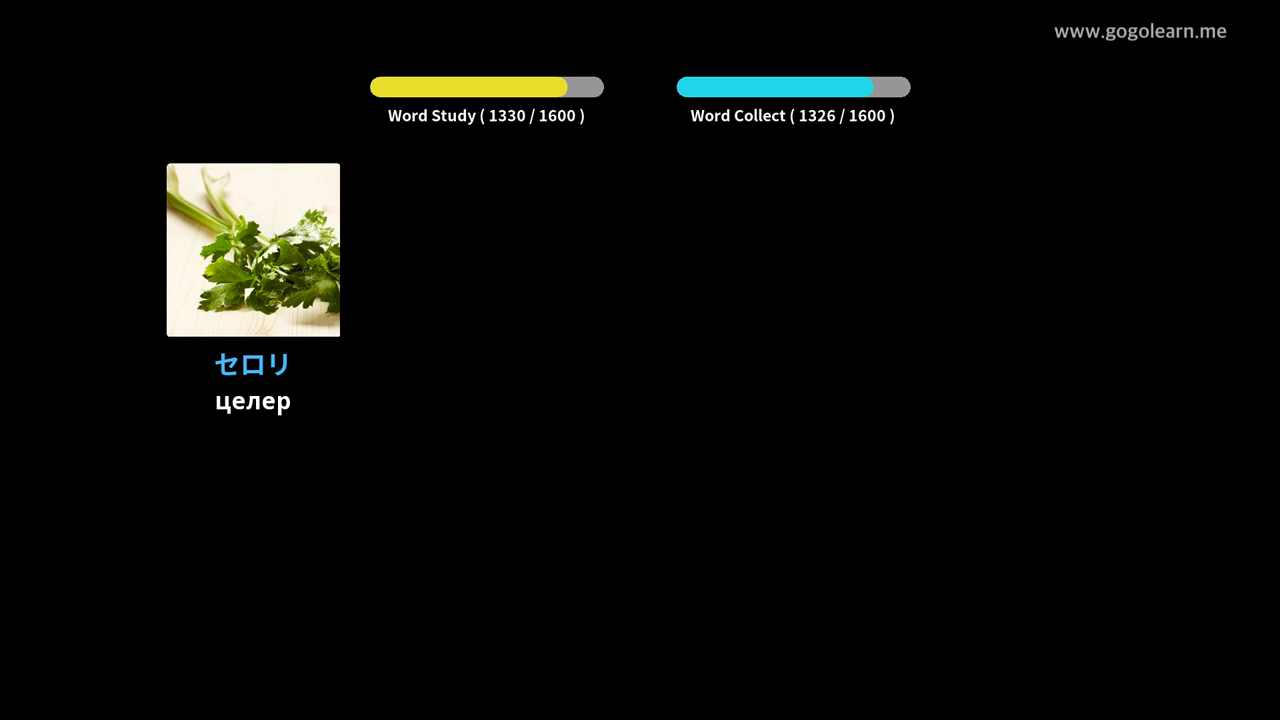 www.gogolearn.me
Word Study ( 1330 / 1600 )
Word Collect ( 1326 / 1600 )
セロリ
целер